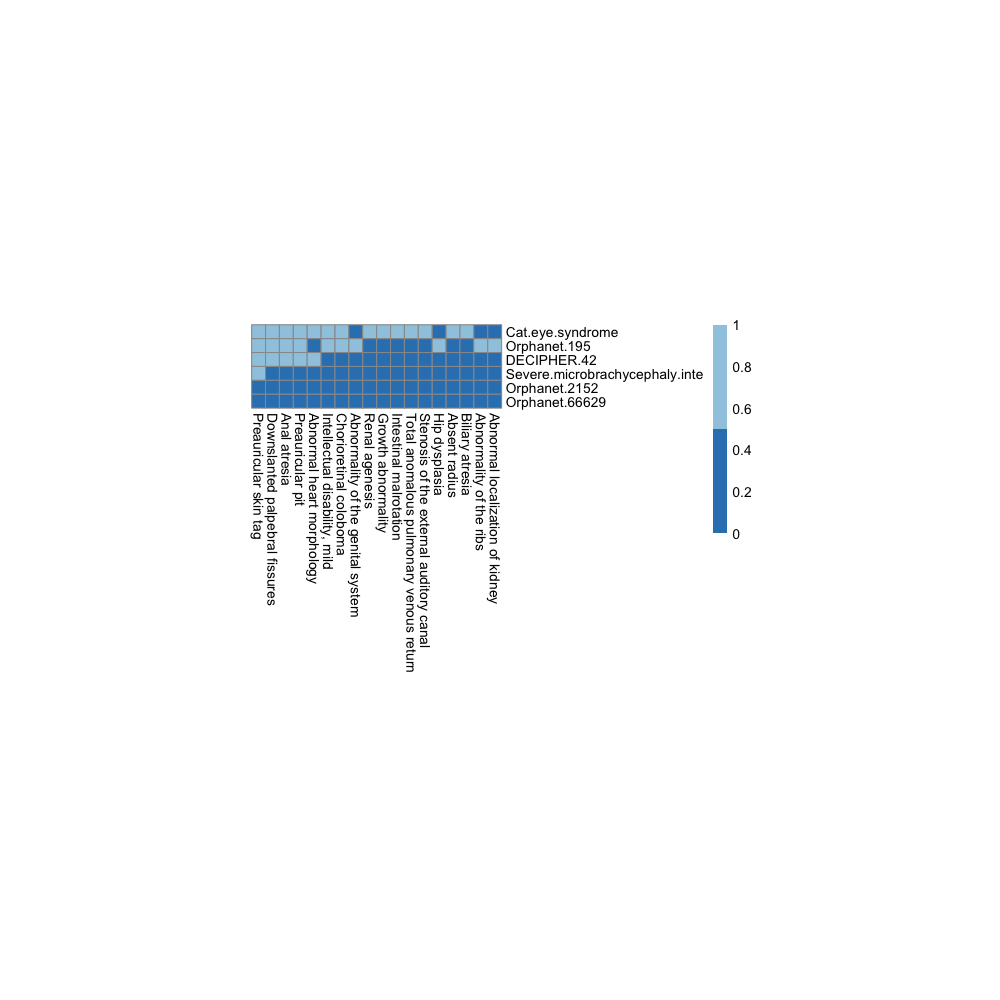 Cat.eye.syndrome
Orphanet.195
DECIPHER.42
Severe.microbrachycephaly.inte
Orphanet.2152
Orphanet.66629
1
0.8
0.6
0.4
0.2
0
Preauricular skin tag
Downslanted palpebral fissures
Anal atresia
Preauricular pit
Abnormal heart morphology
Intellectual disability, mild
Chorioretinal coloboma
Abnormality of the genital system
Renal agenesis
Growth abnormality
Intestinal malrotation
Total anomalous pulmonary venous return
Stenosis of the external auditory canal
Hip dysplasia
Absent radius
Biliary atresia
Abnormality of the ribs
Abnormal localization of kidney